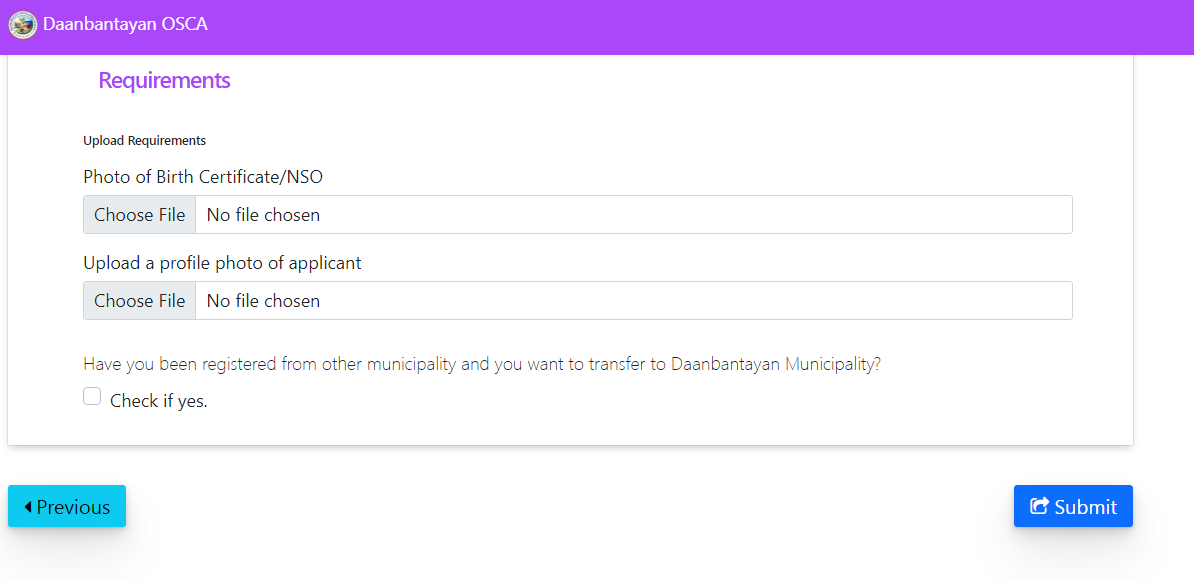 Daanbantayan OSCA
Requirements
Upload Requirements
Photo of Birth Certificate/NSO
Choose File No file chosen
Upload a profile photo of applicant
Choose File No file chosen
Have you been registered from other municipality and you want to transfer to Daanbantayan Municipality?
Check if yes.
Previous Submit